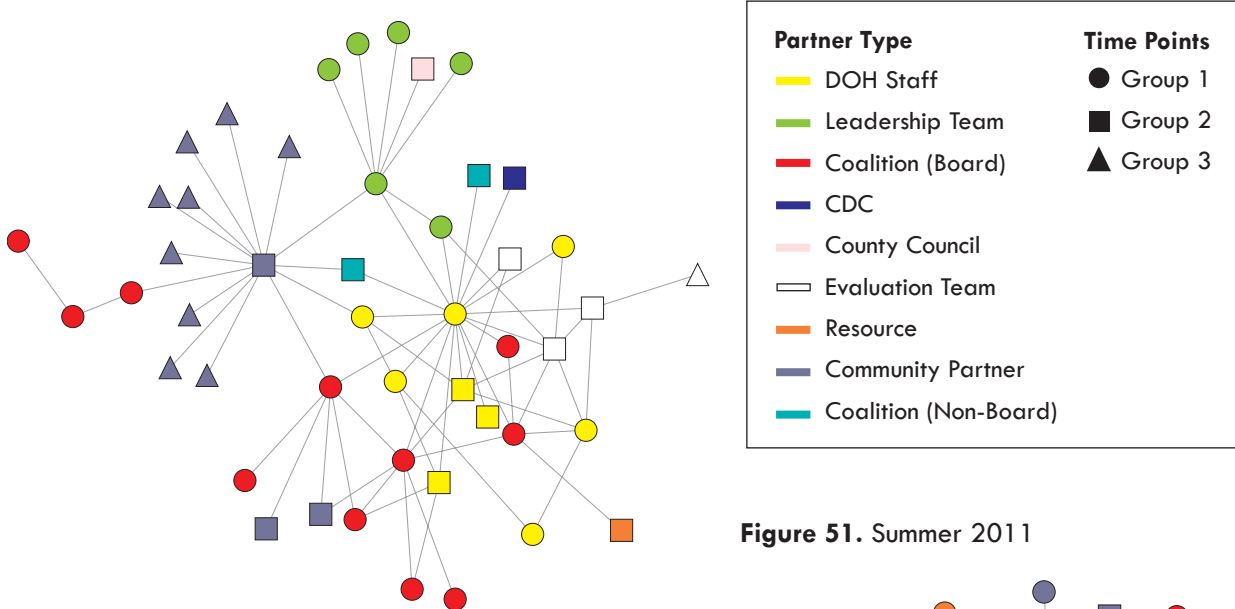 Partner Type
DOH Staff
Leadership Team
Coalition (Board)
CDC
County Council
Evaluation Team
Resource
Community Partner
Coalition (Non-Board)
Time Points
Group 1
Group 2
Group 3
Figure 51. Summer 2011